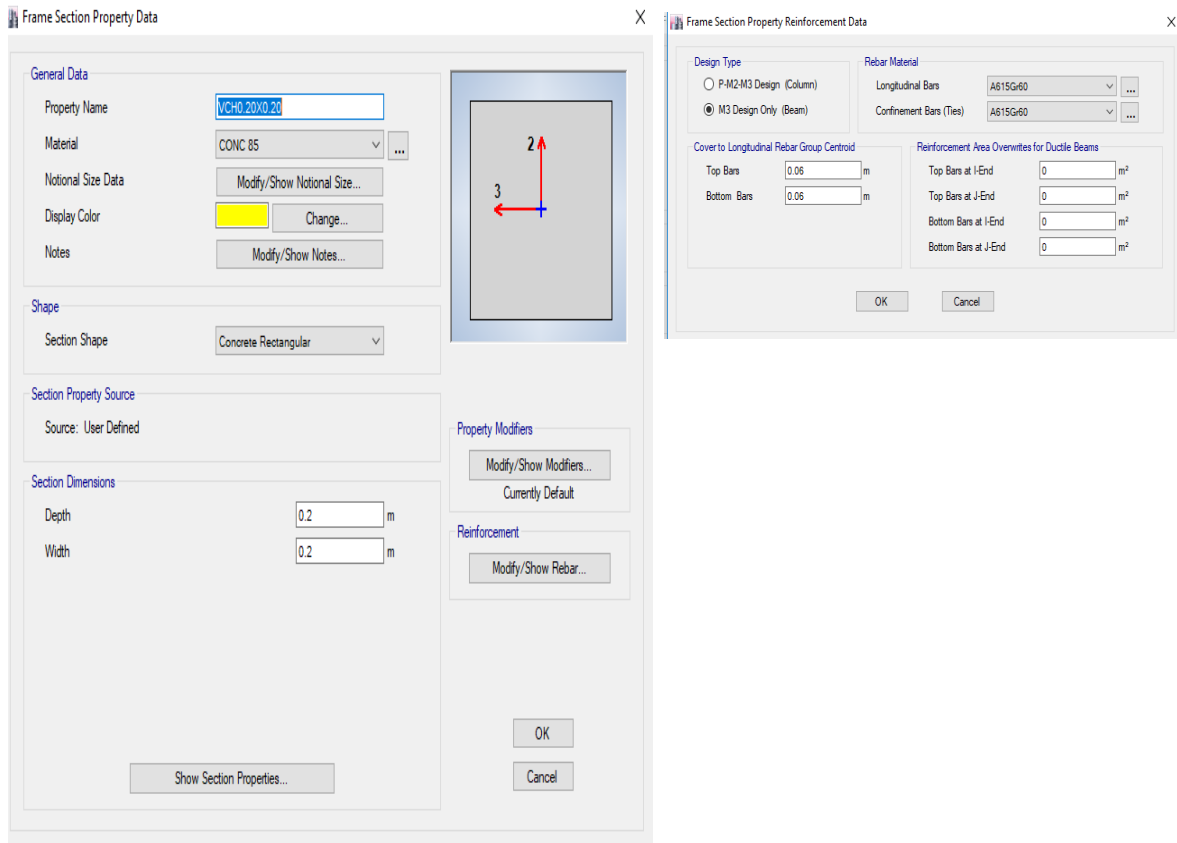 Frame Section Property Data
X
General Data
Property Name
VCH0.20X0.20
Material
CONC 85
...
Notional Size Data
Modify/Show Notional Size...
Display Color
Change...
Notes
Modify/Show Notes...
2
3
Shape
Section Shape
Concrete Rectangular
Section Property Source
Source: User Defined
Property Modifiers
Modify/Show Modifiers...
Currently Default
Section Dimensions
Depth
0.2
m
Width
0.2
m
Reinforcement
Modify/Show Rebar...
Show Section Properties...
OK
Cancel
Frame Section Property Reinforcement Data
X
Design Type
P-M2-M3 Design (Column)
M3 Design Only (Beam)
Rebar Material
Longitudinal Bars
A615Gr60
...
Confinement Bars (Ties)
A615Gr60
...
Cover to Longitudinal Rebar Group Centroid
Top Bars
0.06
m
Bottom Bars
0.06
m
Reinforcement Area Overwrites for Ductile Beams
Top Bars at I-End
0
m²
Top Bars at J-End
0
m²
Bottom Bars at I-End
0
m²
Bottom Bars at J-End
0
m²
OK
Cancel